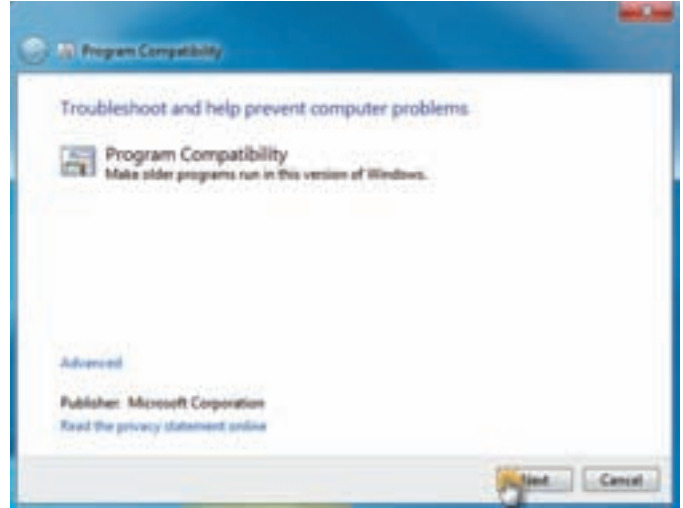 Program Compatibility
Troubleshoot and help prevent computer problems
Program Compatibility
Make older programs run in this version of Windows.
Advanced
Publisher: Microsoft Corporation
Read the privacy statement online
Next
Cancel